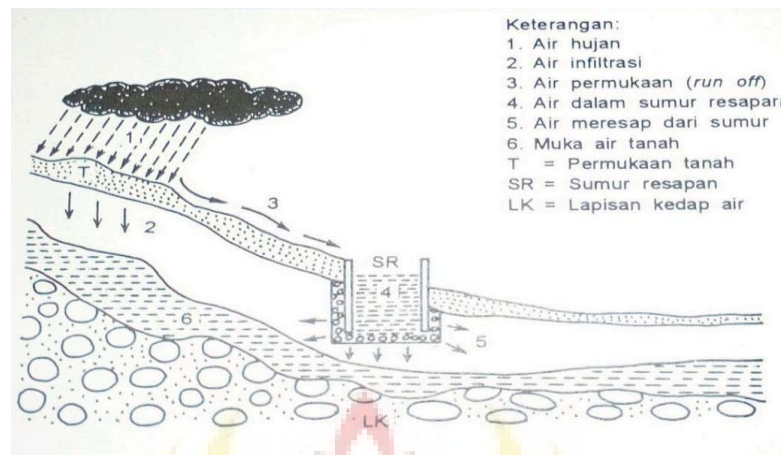 Keterangan:
1. Air hujan
2. Air infiltrasi
3. Air permukaan (run off)
4. Air dalam sumur resapan
5. Air meresap dari sumur
6. Muka air tanah
T = Permukaan tanah
SR = Sumur resapan
LK = Lapisan kedap air
1
T
2
3
SR
4
5
6
LK